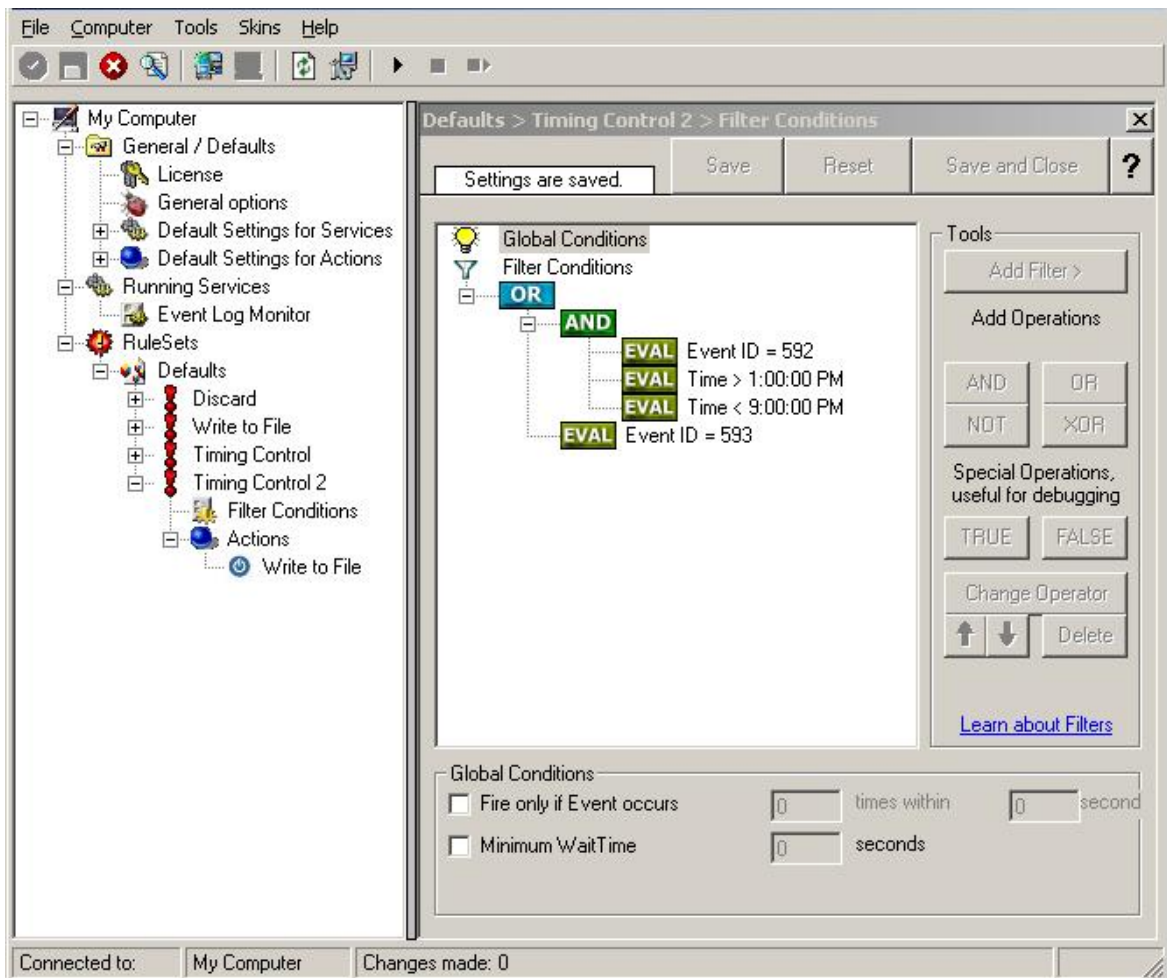 File Computer Tools Skins Help
My Computer
General / Defaults
License
General options
Default Settings for Services
Default Settings for Actions
Running Services
Event Log Monitor
RuleSets
Defaults
Discard
Write to File
Timing Control
Timing Control 2
Filter Conditions
Actions
Write to File
Defaults > Timing Control 2 > Filter Conditions
Settings are saved. Save Reset Save and Close ?
Global Conditions
Filter Conditions
OR
AND
EVAL Event ID = 592
EVAL Time > 1:00:00 PM
EVAL Time < 9:00:00 PM
EVAL Event ID = 593
Tools
Add Filter >
Add Operations
AND OR
NOT XOR
Special Operations,
useful for debugging
TRUE FALSE
Change Operator
Delete
Learn about Filters
Global Conditions
Fire only if Event occurs 0 times within 0 second
Minimum WaitTime 0 seconds
Connected to: My Computer Changes made: 0